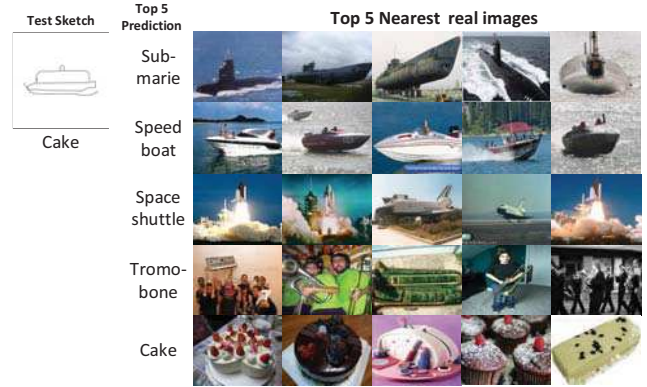 Test Sketch
Top 5
Prediction
Top 5 Nearest real images
Cake
Sub-
marie
Speed
boat
Space
shuttle
Tromo-
bone
Cake